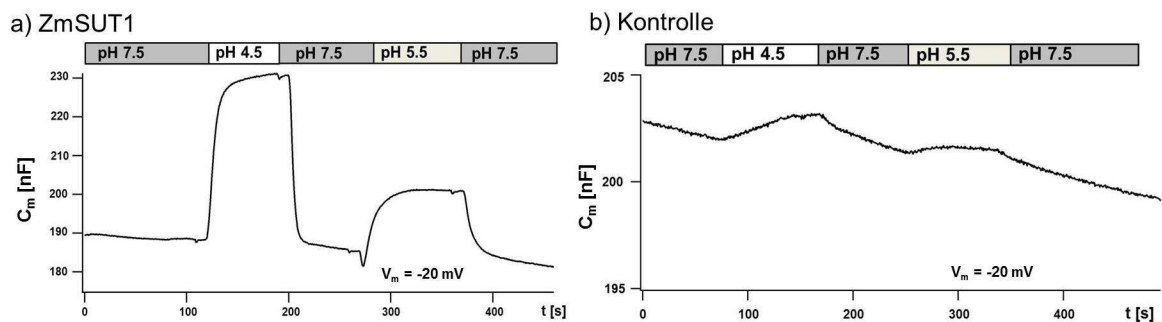 a) ZmSUT1
pH 7.5 pH 4.5 pH 7.5 pH 5.5 pH 7.5
230
220
210
200
190
180
Cm [nF]
Vm = -20 mV
0 100 200 300 400 t [s]
b) Kontrolle
pH 7.5 pH 4.5 pH 7.5 pH 5.5 pH 7.5
205
200
195
Cm [nF]
Vm = -20 mV
0 100 200 300 400 t [s]